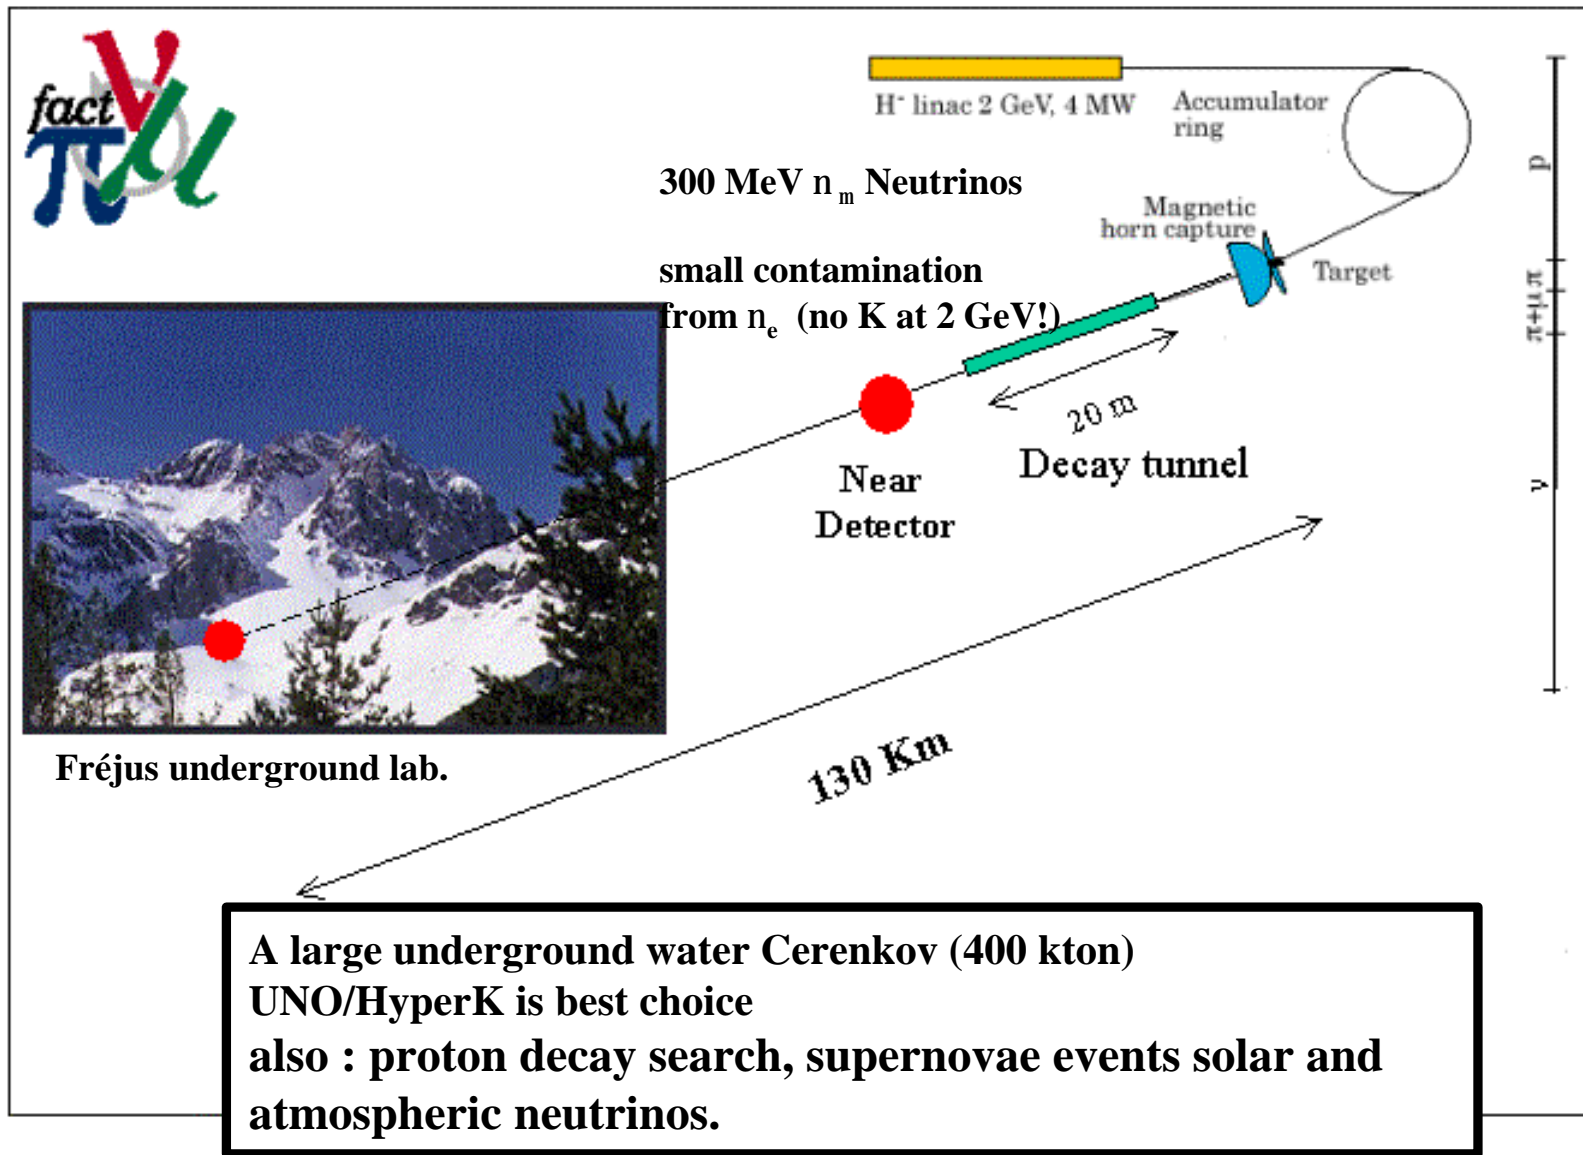 fact
ν
π
μ
H⁻ linac 2 GeV, 4 MW
Accumulator
ring
300 MeV n m Neutrinos
small contamination
from n e (no K at 2 GeV!)
Magnetic
horn capture
Target
p
π
π+μ
ν
20 m
Decay tunnel
Near
Detector
130 Km
Fréjus underground lab.
A large underground water Cerenkov (400 kton)
UNO/HyperK is best choice
also : proton decay search, supernovae events solar and
atmospheric neutrinos.